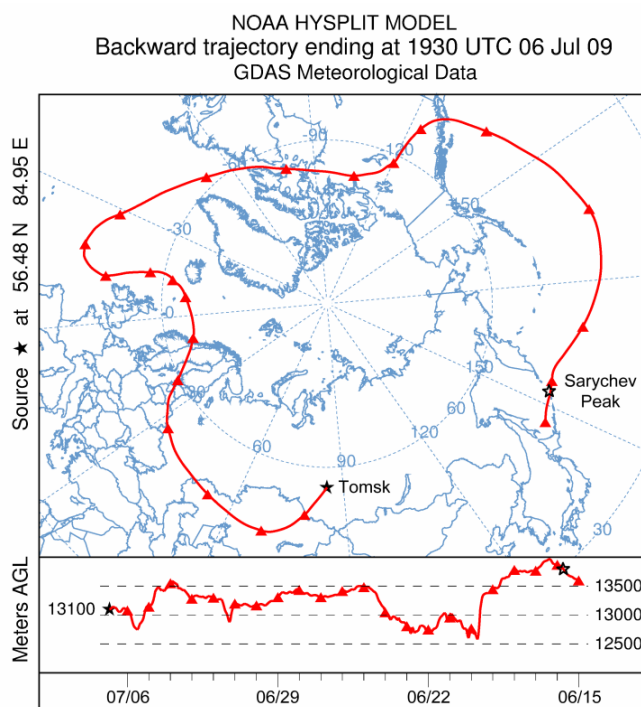 NOAA HYSPLIT MODEL
Backward trajectory ending at 1930 UTC 06 Jul 09
GDAS Meteorological Data
Source ★ at 56.48 N 84.95 E
-90
-120
-60
-150
-30
0
150
Sarychev
Peak
30
60
60
120
90
Tomsk
30
Meters AGL
13100
13500
13000
12500
07/06
06/29
06/22
06/15